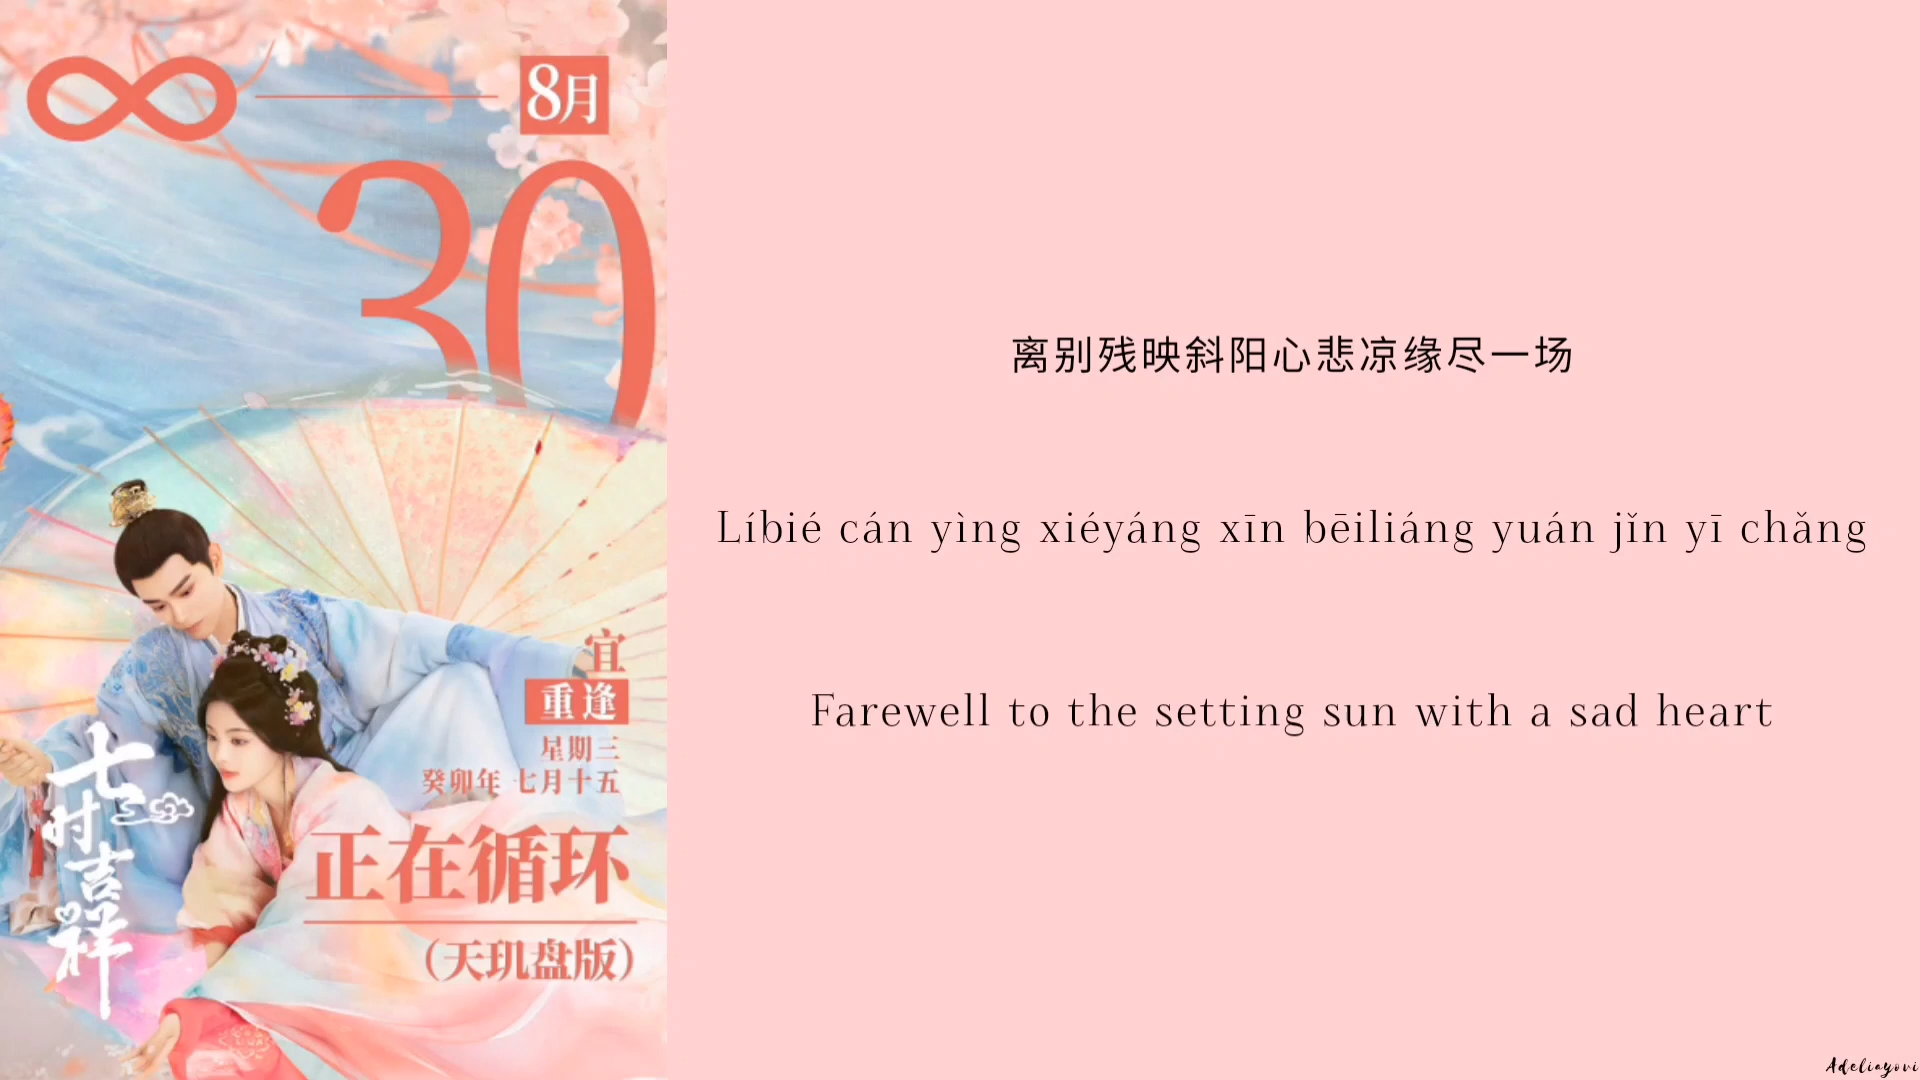 8月
30
宜
重逢
星期三
癸卯年 七月十五
七时吉祥
正在循环
（天玑盘版）
离别残映斜阳心悲凉缘尽一场
Líbié cán yìng xiéyáng xīn bēiliáng yuán jǐn yī chǎng
Farewell to the setting sun with a sad heart
Adeliayovi